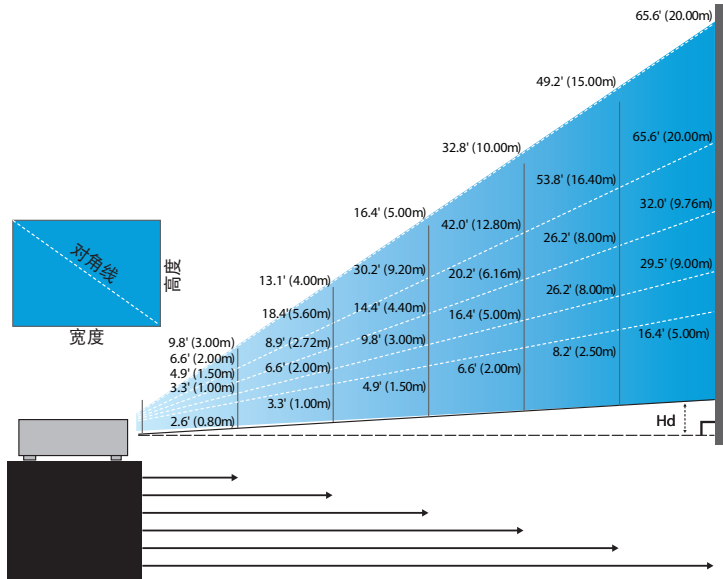 65.6' (20.00m)
49.2' (15.00m)
32.8' (10.00m)
16.4' (5.00m)
13.1' (4.00m)
9.8' (3.00m)
6.6' (2.00m)
4.9' (1.50m)
3.3' (1.00m)
2.6' (0.80m)
18.4'(5.60m)
8.9' (2.72m)
6.6' (2.00m)
3.3' (1.00m)
30.2' (9.20m)
14.4' (4.40m)
9.8' (3.00m)
4.9' (1.50m)
42.0' (12.80m)
20.2' (6.16m)
16.4' (5.00m)
6.6' (2.00m)
53.8' (16.40m)
26.2' (8.00m)
26.2' (8.00m)
8.2' (2.50m)
65.6' (20.00m)
32.0' (9.76m)
29.5' (9.00m)
16.4' (5.00m)
对角线
高度
宽度
Hd